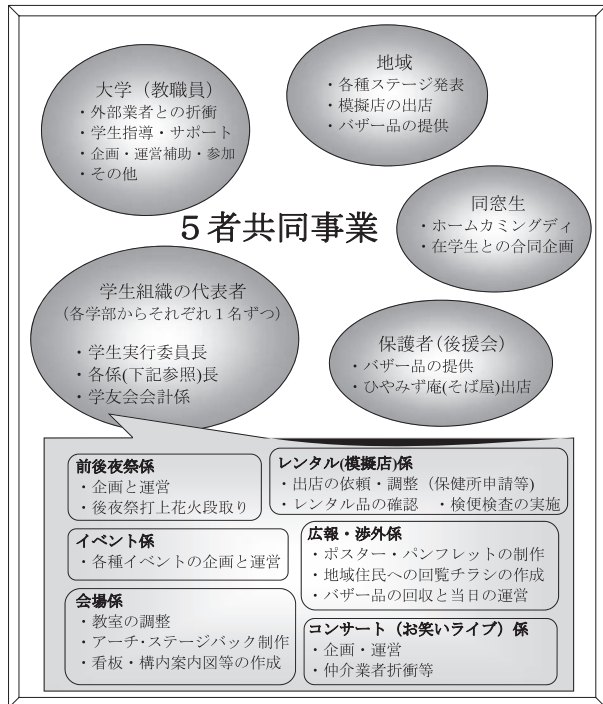 大学（教職員）
・外部業者との折衝
・学生指導・サポート
・企画・運営補助・参加
・その他
地域
・各種ステージ発表
・模擬店の出店
・バザー品の提供
同窓生
・ホームカミングディ
・在学生との合同企画
５者共同事業
学生組織の代表者
（各学部からそれぞれ１名ずつ）
・学生実行委員長
・各係(下記参照)長
・学友会会計係
保護者（後援会）
・バザー品の提供
・ひやみず庵(そば屋)出店
前後夜祭係
・企画と運営
・後夜祭打上花火段取り
イベント係
・各種イベントの企画と運営
会場係
・教室の調整
・アーチ・ステージバック制作
・看板・構内案内図等の作成
レンタル(模擬店)係
・出店の依頼・調整（保健所申請等）
・レンタル品の確認　・検便検査の実施
広報・渉外係
・ポスター・パンフレットの制作
・地域住民への回覧チラシの作成
・バザー品の回収と当日の運営
コンサート（お笑いライブ）係
・企画・運営
・仲介業者折衝等